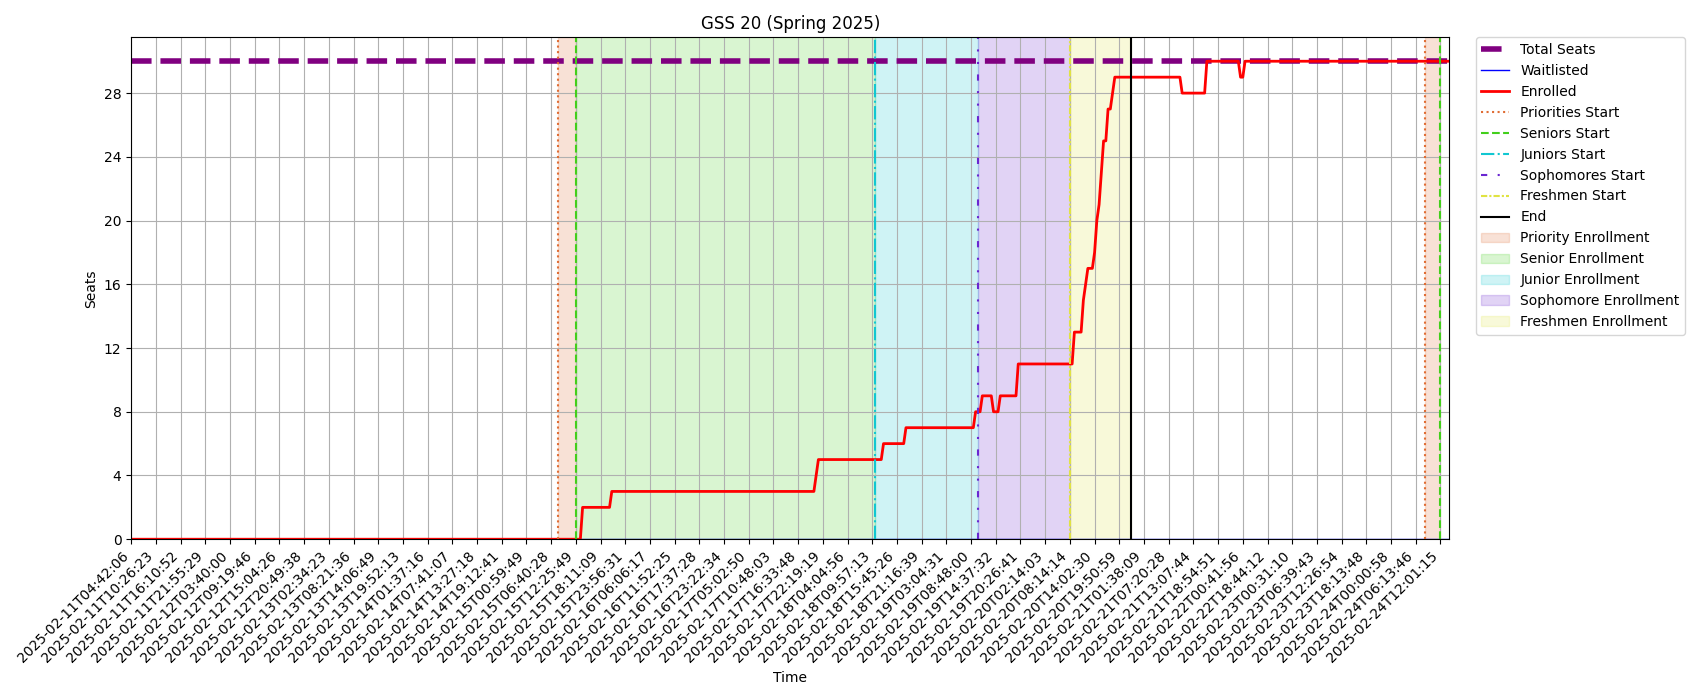 GSS 20 (Spring 2025)
Seats
28
24
20
16
12
8
4
0
2025-02-11T04:42:06
2025-02-11T10:26:23
2025-02-11T16:10:52
2025-02-11T21:55:29
2025-02-12T03:40:00
2025-02-12T09:19:46
2025-02-12T15:04:26
2025-02-12T20:49:38
2025-02-13T02:34:23
2025-02-13T08:21:36
2025-02-13T14:06:49
2025-02-13T19:52:13
2025-02-14T01:37:16
2025-02-14T07:41:07
2025-02-14T13:27:18
2025-02-14T19:12:41
2025-02-15T00:59:49
2025-02-15T06:40:28
2025-02-15T12:25:49
2025-02-15T18:11:09
2025-02-15T23:56:31
2025-02-16T06:06:17
2025-02-16T11:52:25
2025-02-16T17:37:28
2025-02-16T23:22:34
2025-02-17T05:02:50
2025-02-17T10:48:03
2025-02-17T16:33:48
2025-02-17T22:19:19
2025-02-18T04:04:56
2025-02-18T09:57:13
2025-02-18T15:45:26
2025-02-18T21:16:39
2025-02-19T03:04:31
2025-02-19T08:48:00
2025-02-19T14:37:32
2025-02-19T20:26:41
2025-02-20T02:14:03
2025-02-20T08:14:14
2025-02-20T14:02:30
2025-02-20T19:50:59
2025-02-21T01:38:09
2025-02-21T07:20:28
2025-02-21T13:07:44
2025-02-21T18:54:51
2025-02-22T00:41:56
2025-02-22T18:44:12
2025-02-23T00:31:10
2025-02-23T06:39:43
2025-02-23T12:26:54
2025-02-23T18:13:48
2025-02-24T00:00:58
2025-02-24T06:13:46
2025-02-24T12:01:15
Time
Total Seats
Waitlisted
Enrolled
Priorities Start
Seniors Start
Juniors Start
Sophomores Start
Freshmen Start
End
Priority Enrollment
Senior Enrollment
Junior Enrollment
Sophomore Enrollment
Freshmen Enrollment